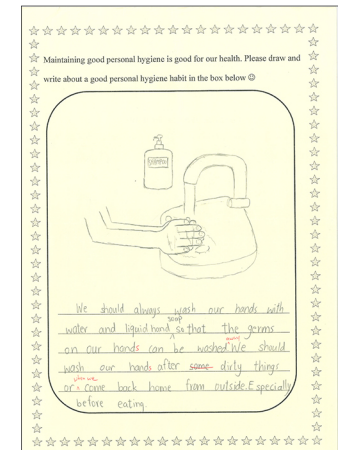 Maintaining good personal hygiene is good for our health. Please draw and
write about a good personal hygiene habit in the box below ☺
We should always wash our hands with
water and liquid hand soap so that the germs
on our hands can be washed away. We should
wash our hands after some dirty things
or when we come back home from outside. Especially
before eating.